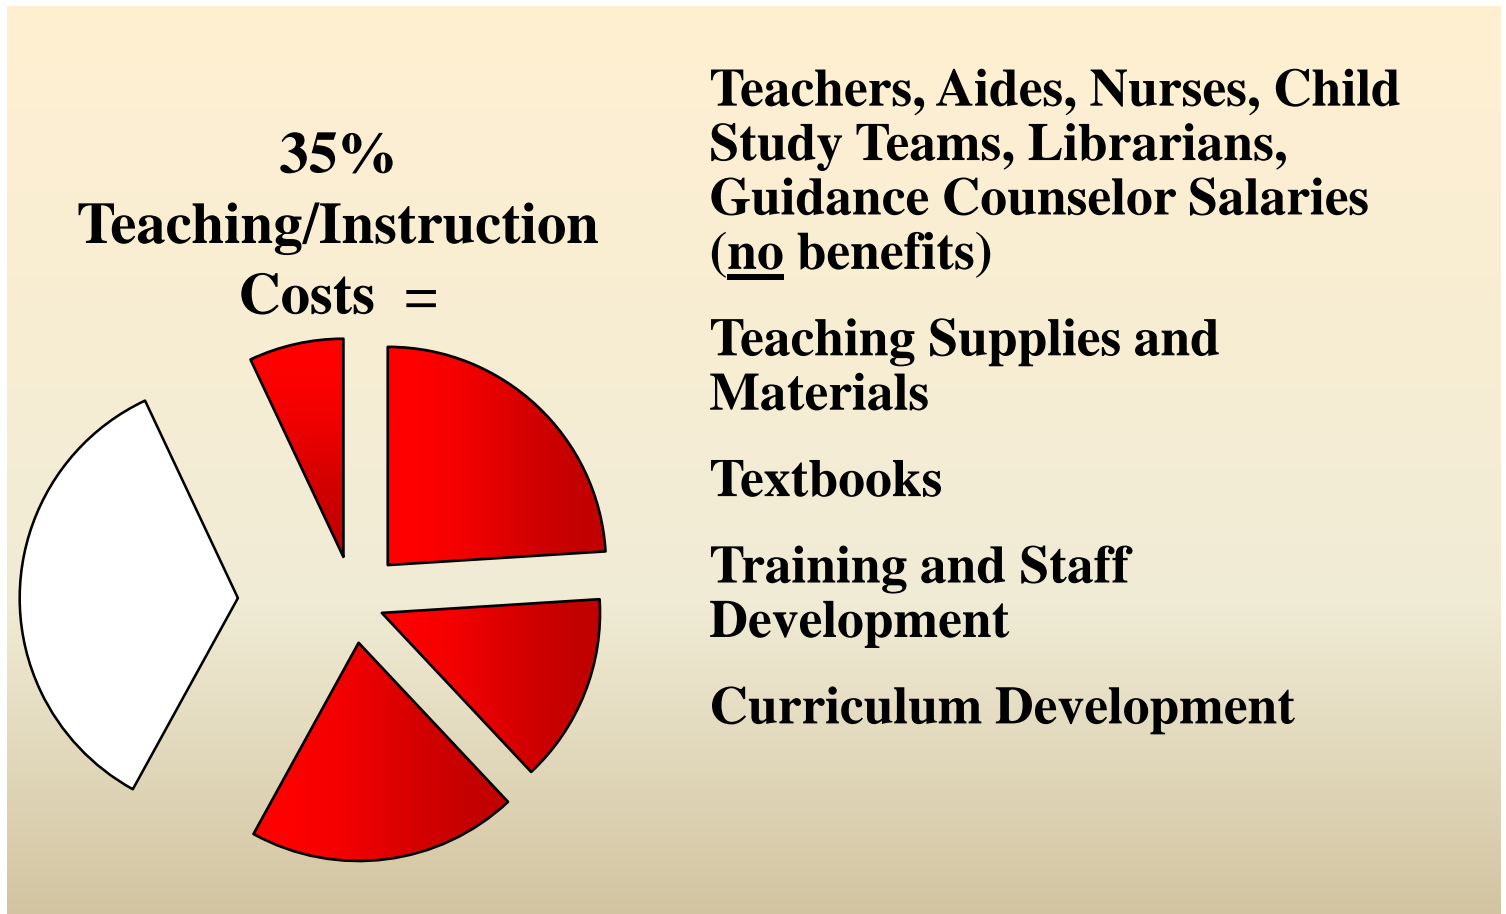 35%
Teaching/Instruction
Costs =
Teachers, Aides, Nurses, Child
Study Teams, Librarians,
Guidance Counselor Salaries
(no benefits)
Teaching Supplies and
Materials
Textbooks
Training and Staff
Development
Curriculum Development